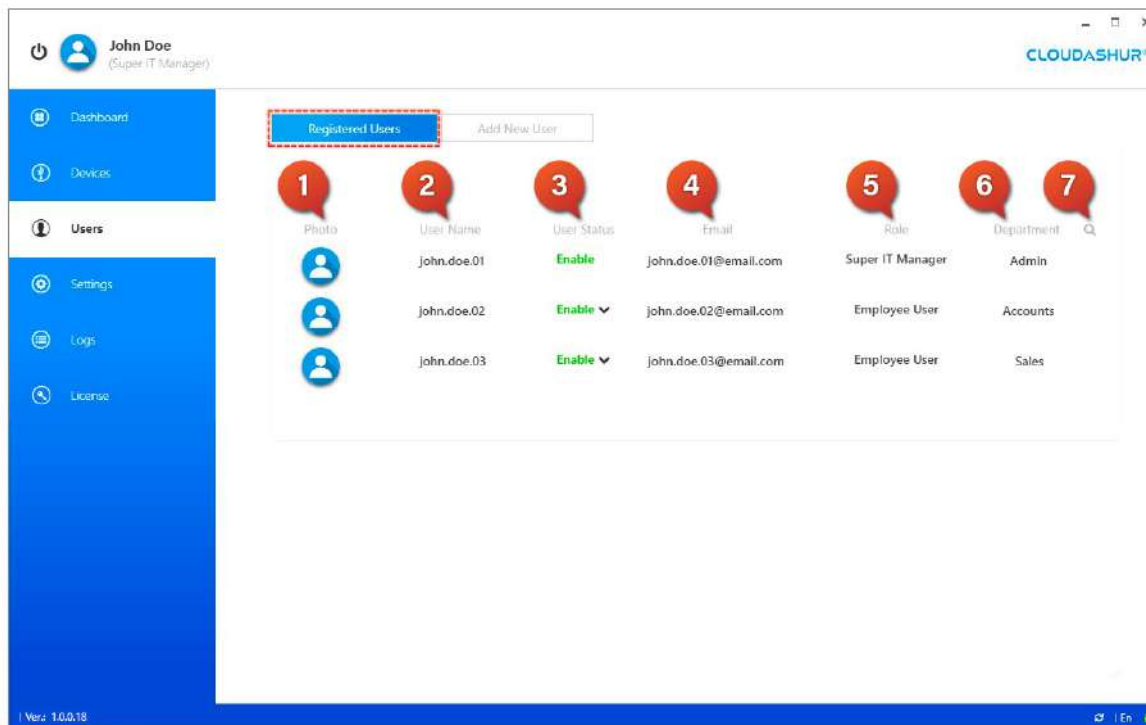 John Doe
(Super IT Manager)
CLOUDASHUR®
Dashboard
Devices
Users
Settings
Logs
License
Registered Users Add New User
1 2 3 4 5 6 7
Photo User Name User Status Email Role Department
john.doe.01 Enable john.doe.01@email.com Super IT Manager Admin
john.doe.02 Enable john.doe.02@email.com Employee User Accounts
john.doe.03 Enable john.doe.03@email.com Employee User Sales
| Ver.: 1.0.0.18 | En